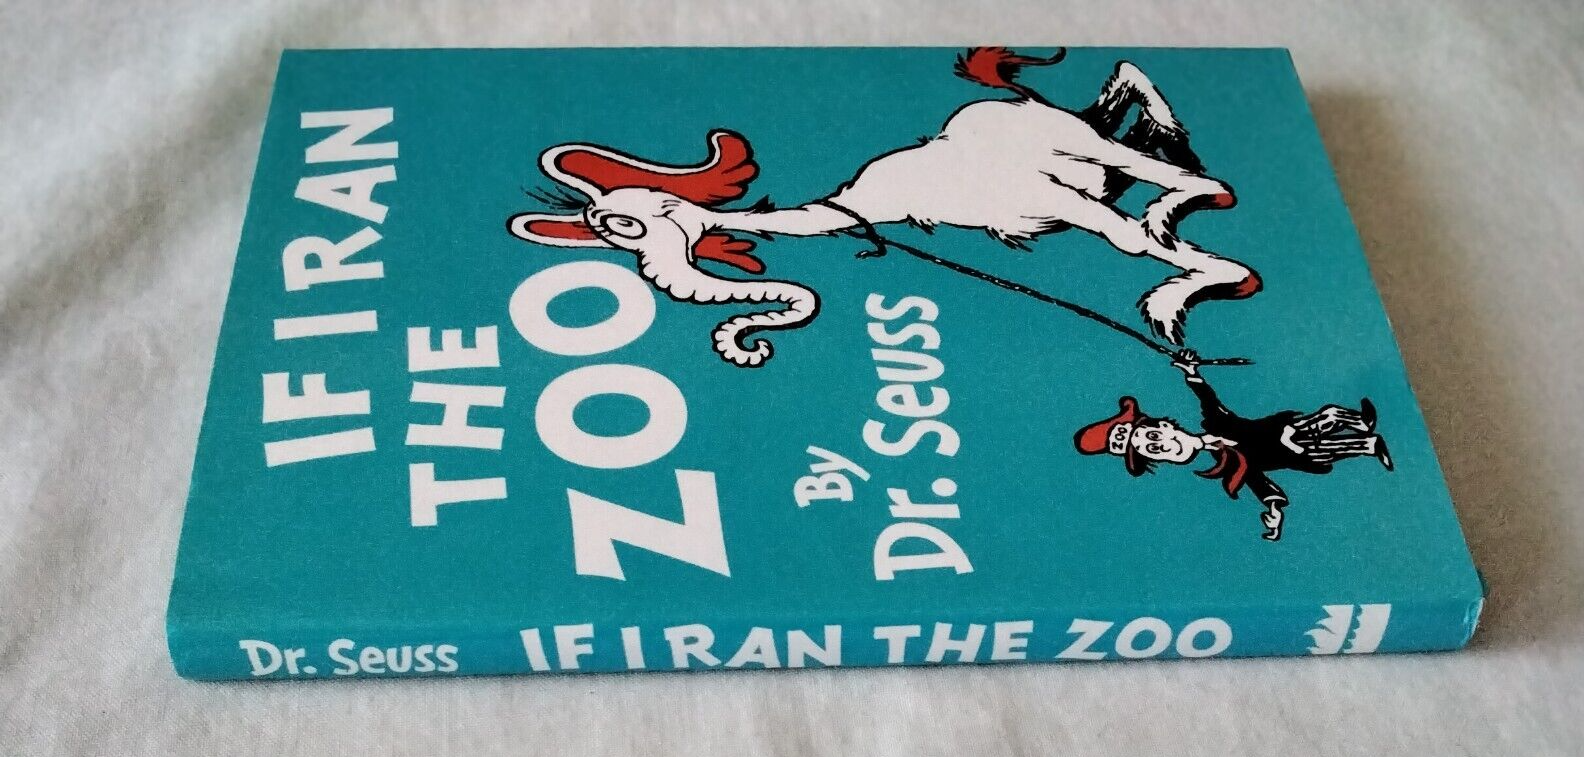 IF I RAN
THE
ZOO
By
Dr. Seuss
ZOO
Dr. Seuss IF I RAN THE ZOO